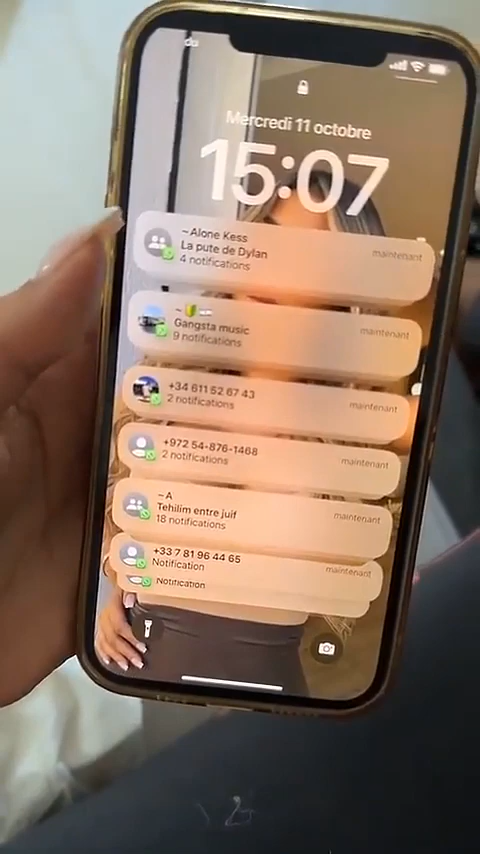 du
Mercredi 11 octobre
15:07
~Alone Kess
La pute de Dylan
4 notifications
maintenant
~🔰
Gangsta music
9 notifications
maintenant
+34 611 52 67 43
2 notifications
maintenant
+972 54-876-1468
2 notifications
maintenant
~A
Tehilim entre juif
18 notifications
maintenant
+33 7 81 96 44 65
Notification
maintenant
Notification